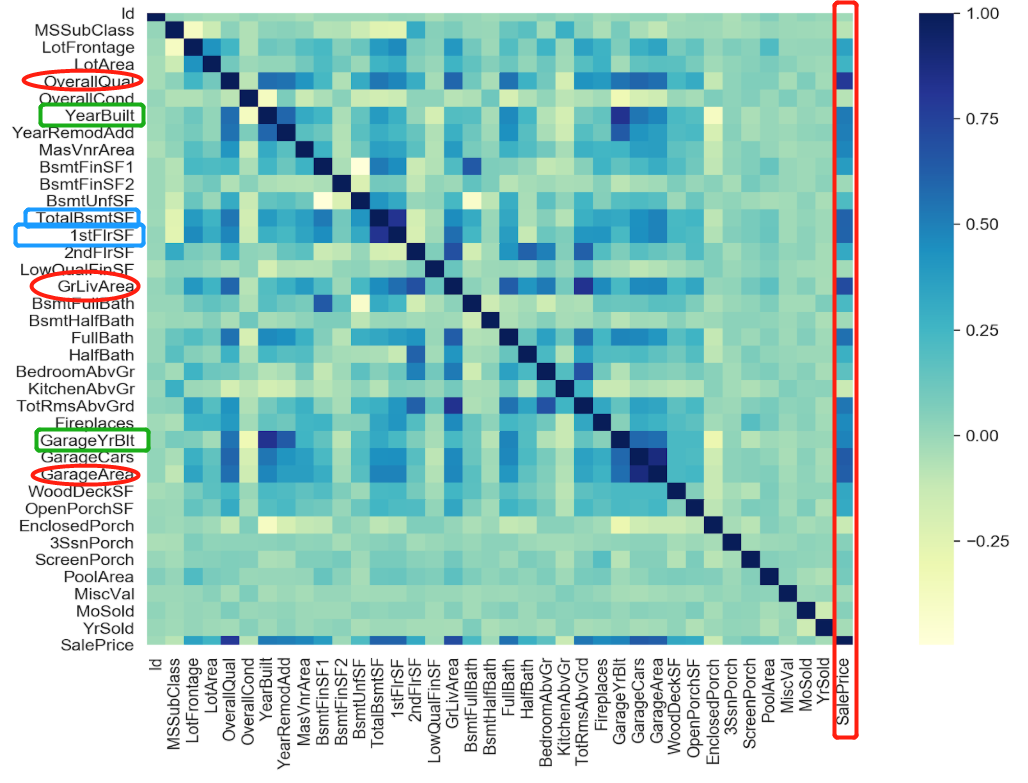 Id
MSSubClass
LotFrontage
LotArea
OverallQual
OverallCond
YearBuilt
YearRemodAdd
MasVnrArea
BsmtFinSF1
BsmtFinSF2
BsmtUnfSF
TotalBsmtSF
1stFlrSF
2ndFlrSF
LowQualFinSF
GrLivArea
BsmtFullBath
BsmtHalfBath
FullBath
HalfBath
BedroomAbvGr
KitchenAbvGr
TotRmsAbvGrd
Fireplaces
GarageYrBlt
GarageCars
GarageArea
WoodDeckSF
OpenPorchSF
EnclosedPorch
3SsnPorch
ScreenPorch
PoolArea
MiscVal
MoSold
YrSold
SalePrice
Id
MSSubClass
LotFrontage
LotArea
OverallQual
OverallCond
YearBuilt
YearRemodAdd
MasVnrArea
BsmtFinSF1
BsmtFinSF2
BsmtUntSF
TotalBsmtSF
1stFlrSF
2ndFlrSF
LowQualFinSF
GrLivArea
BsmtFullBath
BsmtHalfBath
FullBath
HalfBath
BedroomAbvGr
KitchenAbvGr
TotRmsAbvGrd
Fireplaces
GarageYrBlt
GarageCars
GarageArea
WoodDeckSF
OpenPorchSF
EnclosedPorch
3SsnPorch
ScreenPorch
PoolArea
MiscVal
MoSold
YrSold
SalePrice
1.00
0.75
0.50
0.25
0.00
−0.25